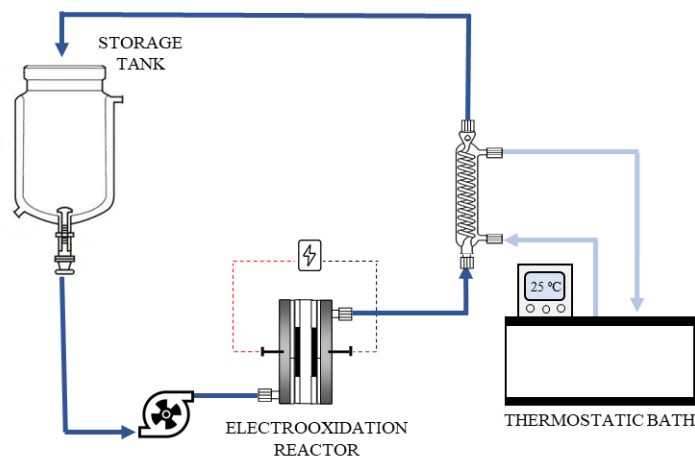 STORAGE
TANK
25 ºC
ELECTROOXIDATION
REACTOR
THERMOSTATIC BATH